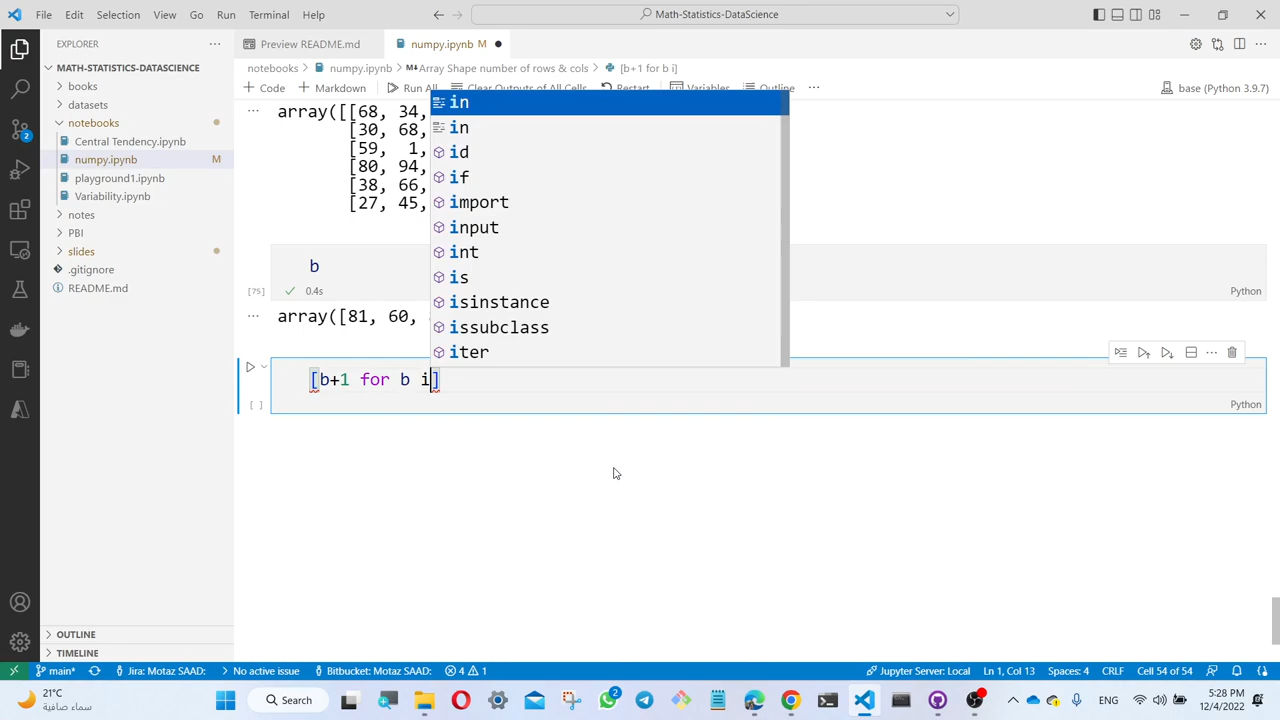 File Edit Selection View Go Run Terminal Help
Math-Statistics-DataScience
EXPLORER
Preview README.md
numpy.ipynb M
MATH-STATISTICS-DATASCIENCE
notebooks > numpy.ipynb > M↓Array Shape number of rows & cols > [b+1 for b i]
+ Code + Markdown Run All Clear Outputs of All Cells Restart Variables Outline ...
base (Python 3.9.7)
books
datasets
notebooks
Central Tendency.ipynb
numpy.ipynb M
playground1.ipynb
Variability.ipynb
notes
PBI
slides
.gitignore
README.md
array([[68, 34,
[30, 68,
[59, 1,
[80, 94,
[38, 66,
[27, 45,
in
in
id
if
import
input
int
is
isinstance
issubclass
iter
b
[75]
0.4s
Python
array([81, 60,
[b+1 for b i]
[ ]
Python
OUTLINE
TIMELINE
main* Jira: Motaz SAAD: No active issue Bitbucket: Motaz SAAD: 4 1
Jupyter Server: Local Ln 1, Col 13 Spaces: 4 CRLF Cell 54 of 54
21°C
سماء صافية
Search
2
2
ENG
5:28 PM
12/4/2022